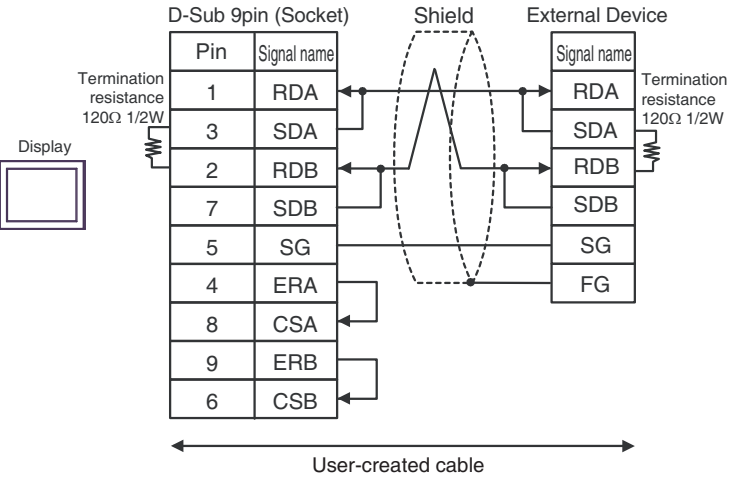 D-Sub 9pin (Socket) Shield External Device
Pin Signal name Signal name
Termination
resistance
120Ω 1/2W
Termination
resistance
120Ω 1/2W
Display
1 RDA RDA
3 SDA SDA
2 RDB RDB
7 SDB SDB
5 SG SG
4 ERA FG
8 CSA
9 ERB
6 CSB
User-created cable